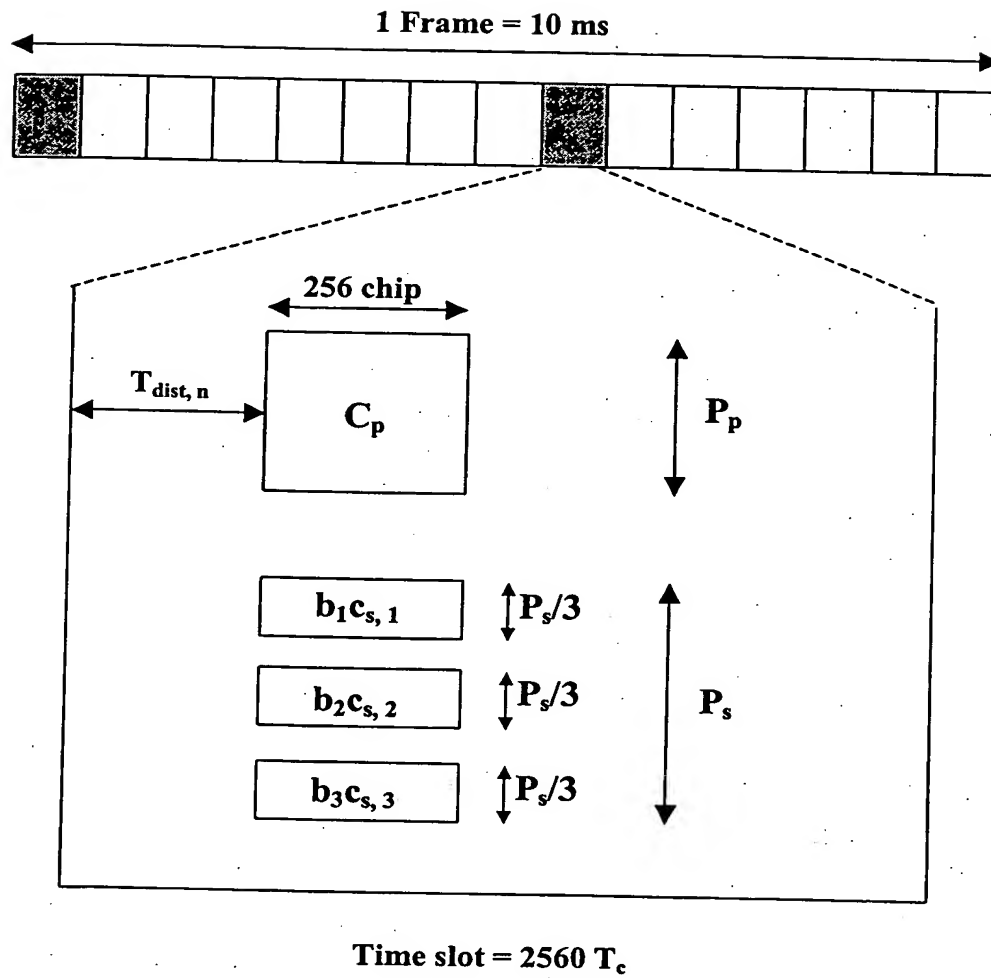 1 Frame = 10 ms
256 chip
T_dist, n
C_p
P_p
b_1c_s, 1
P_s/3
b_2c_s, 2
P_s/3
P_s
b_3c_s, 3
P_s/3
Time slot = 2560 T_c